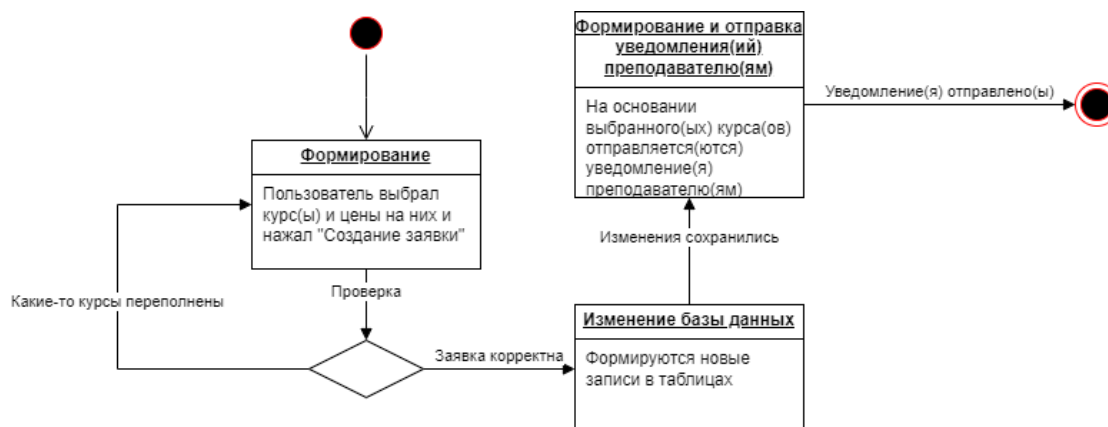 Формирование
Пользователь выбрал
курс(ы) и цены на них и
нажал "Создание заявки"
Проверка
Какие-то курсы переполнены
Заявка корректна
Изменение базы данных
Формируются новые
записи в таблицах
Изменения сохранились
Формирование и отправка
уведомления(ий)
преподавателю(ям)
На основании
выбранного(ых) курса(ов)
отправляется(ются)
уведомление(я)
преподавателю(ям)
Уведомление(я) отправлено(ы)